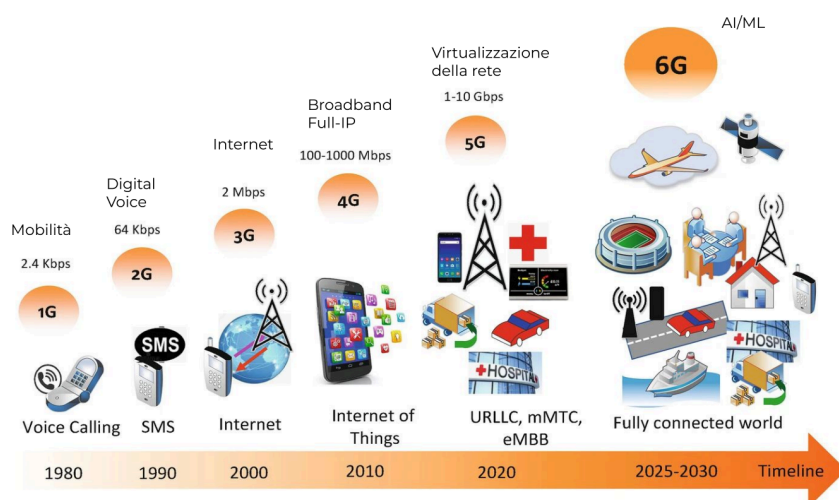 AI/ML
6G
Virtualizzazione
della rete
1-10 Gbps
5G
Broadband
Full-IP
100-1000 Mbps
4G
Internet
2 Mbps
3G
Digital
Voice
64 Kbps
2G
Mobilità
2.4 Kbps
1G
SMS
HOSPITAL
HOSPITAL
Voice Calling
SMS
Internet
Internet of
Things
URLLC, mMTC,
eMBB
Fully connected world
1980
1990
2000
2010
2020
2025-2030
Timeline